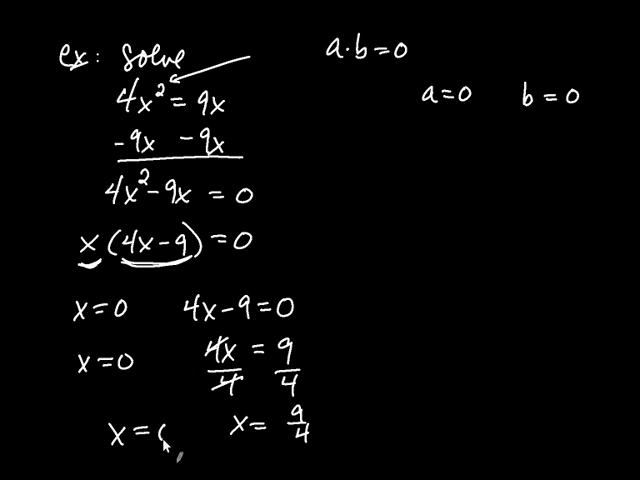 ex: solve
a·b=0
4x² = 9x
a=0 b=0
-9x -9x
4x²-9x = 0
x(4x-9)=0
x=0 4x-9=0
x=0 4x/4 = 9/4
x= x= 9/4